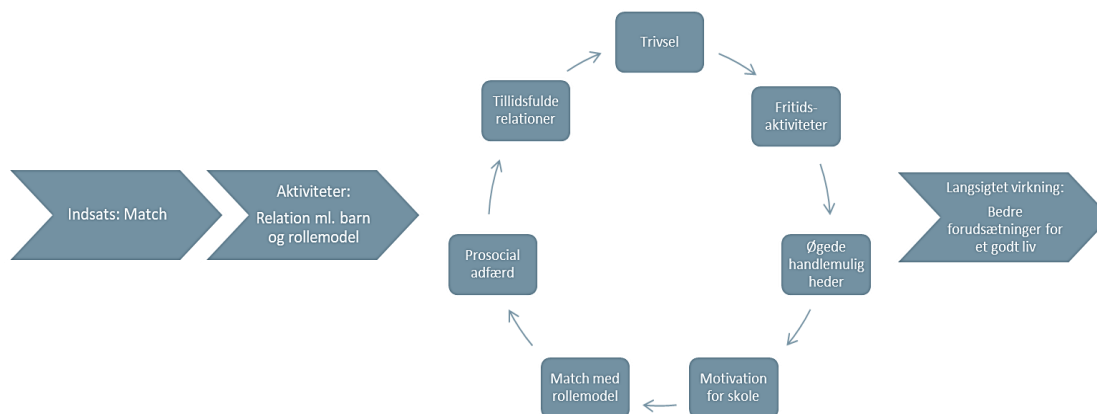 Indsats: Match
Aktiviteter:
Relation ml. barn
og rollemodel
Trivsel
Fritids-
aktiviteter
Øgede
handlemulig
heder
Motivation
for skole
Match med
rollemodel
Prosocial
adfærd
Tillidsfulde
relationer
Langsigtet virkning:
Bedre
forudsætninger for
et godt liv